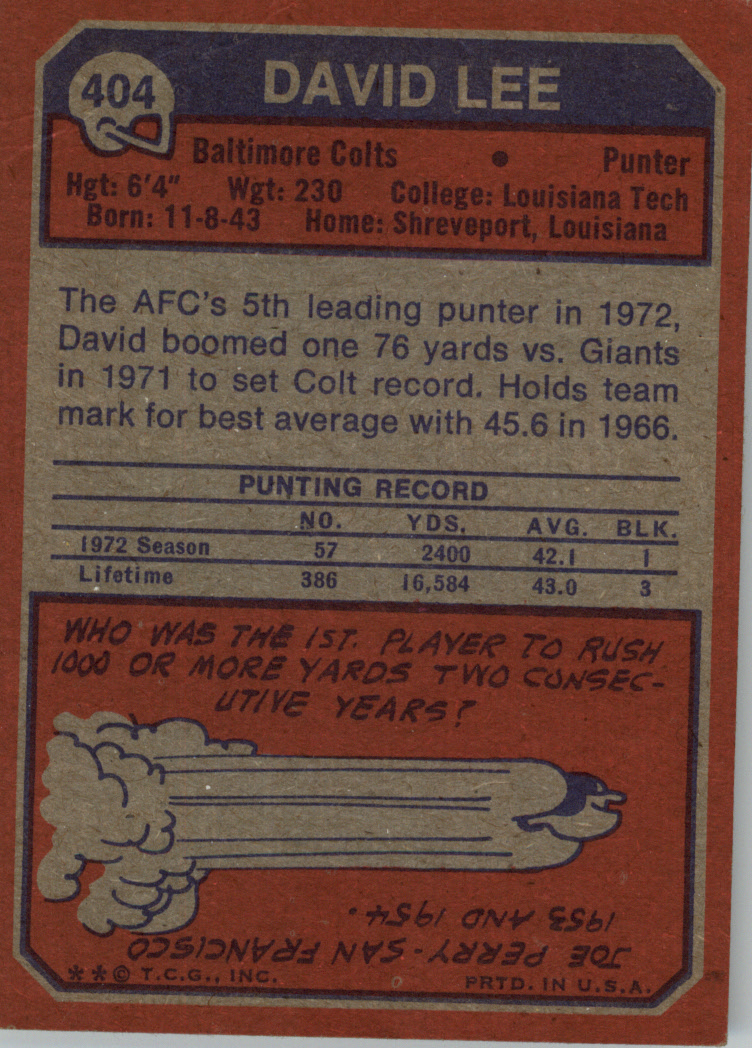 404
DAVID LEE
Baltimore Colts • Punter
Hgt: 6'4" Wgt: 230 College: Louisiana Tech
Born: 11-8-43 Home: Shreveport, Louisiana
The AFC's 5th leading punter in 1972,
David boomed one 76 yards vs. Giants
in 1971 to set Colt record. Holds team
mark for best average with 45.6 in 1966.
PUNTING RECORD
NO. YDS. AVG. BLK.
1972 Season 57 2400 42.1 1
Lifetime 386 16,584 43.0 3
WHO WAS THE 1ST. PLAYER TO RUSH
1000 OR MORE YARDS TWO CONSEC-
UTIVE YEARS?
JOE PERRY-SAN FRANCISCO
1953 AND 1954.
**© T.C.G., INC. PRTD. IN U.S.A.